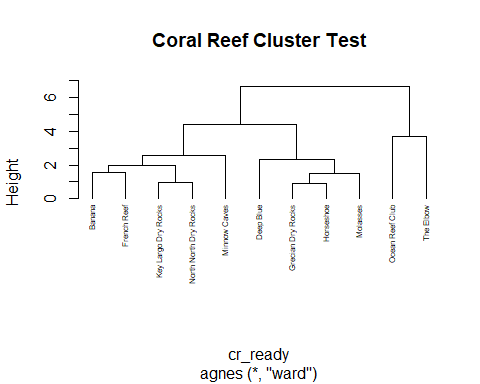 Coral Reef Cluster Test
Height
0 2 4 6
Banana
French Reef
Key Largo Dry Rocks
North North Dry Rocks
Minnow Caves
Deep Blue
Grecian Dry Rocks
Horseshoe
Molasses
Ocean Reef Club
The Elbow
cr_ready
agnes (*, "ward")